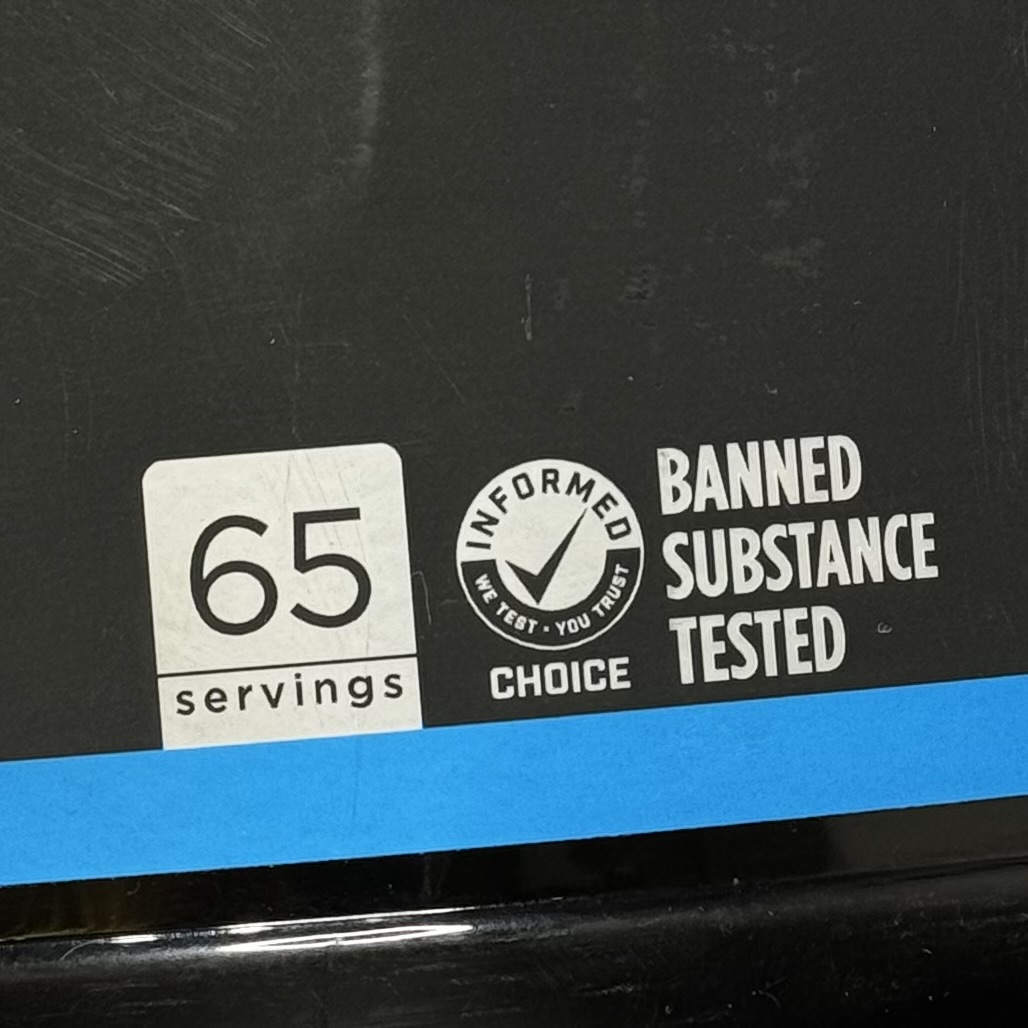 65
servings
INFORMED
WE TEST · YOU TRUST
CHOICE
BANNED
SUBSTANCE
TESTED